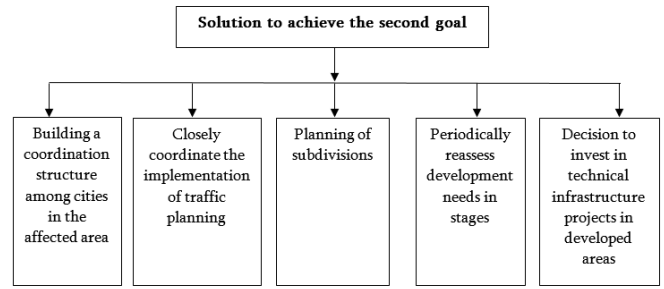 Solution to achieve the second goal
Building a
coordination
structure
among cities
in the
affected area
Closely
coordinate the
implementation
of traffic
planning
Planning of
subdivisions
Periodically
reassess
development
needs in
stages
Decision to
invest in
technical
infrastructure
projects in
developed
areas